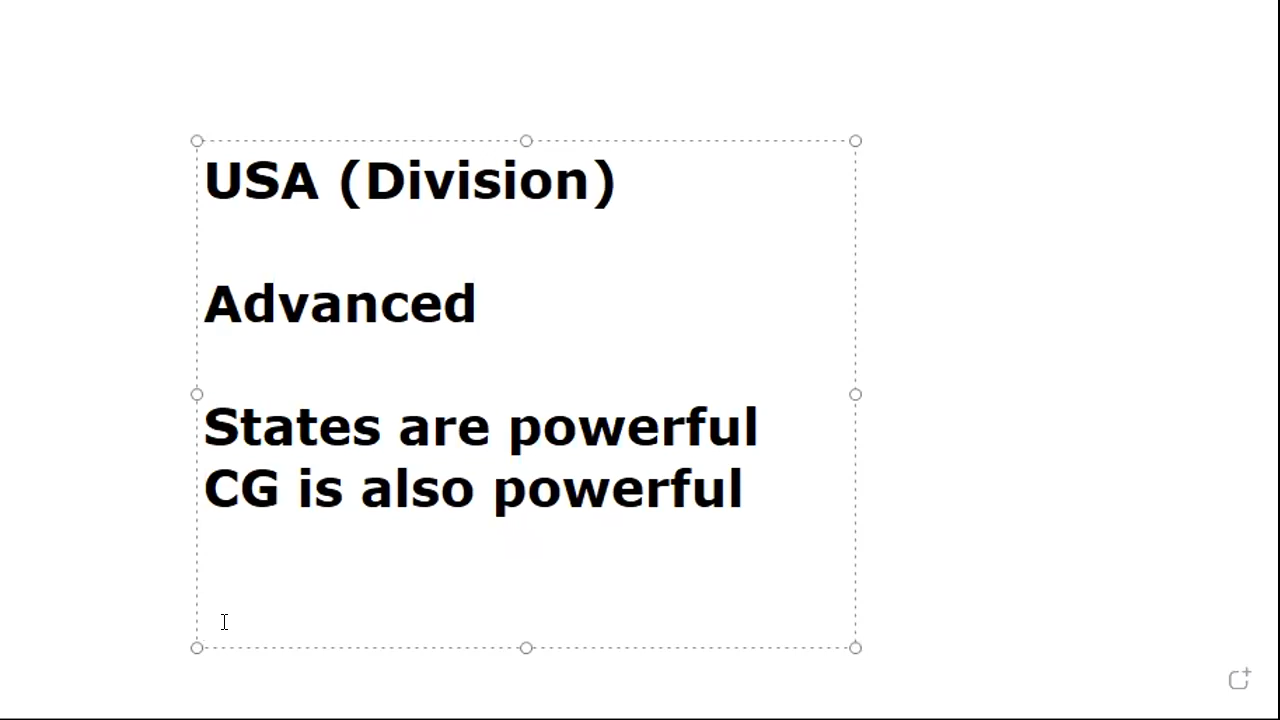 USA (Division)
Advanced
States are powerful
CG is also powerful